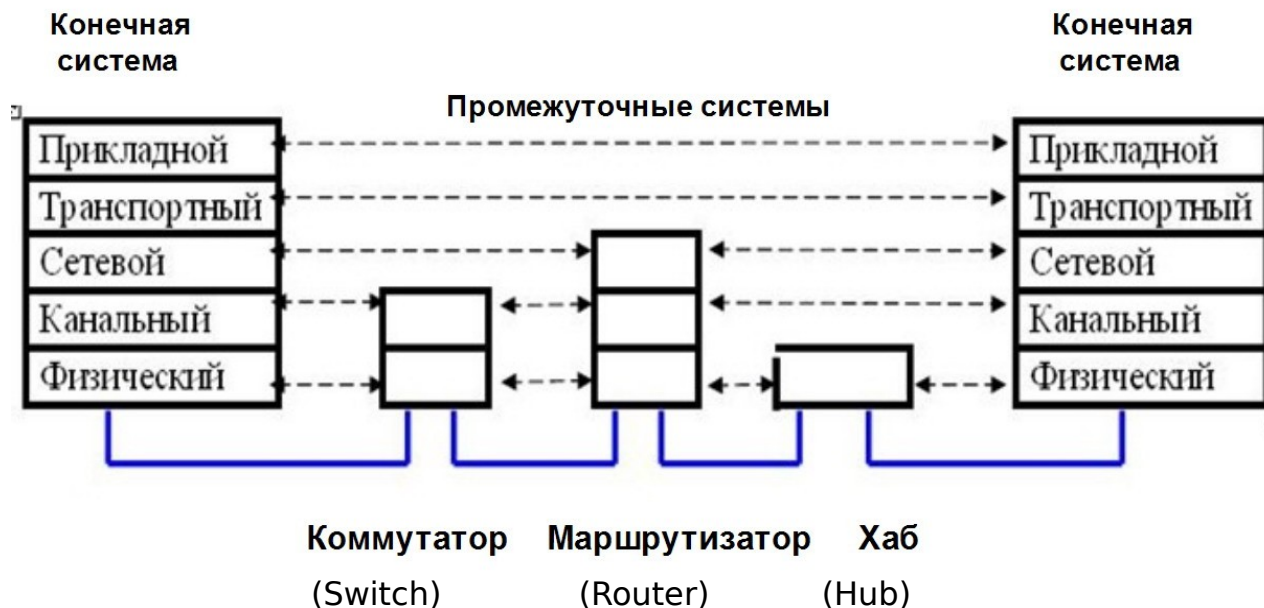 Конечная
система
Конечная
система
Промежуточные системы
Прикладной
Транспортный
Сетевой
Канальный
Физический
Прикладной
Транспортный
Сетевой
Канальный
Физический
Коммутатор Маршрутизатор Хаб
(Switch) (Router) (Hub)